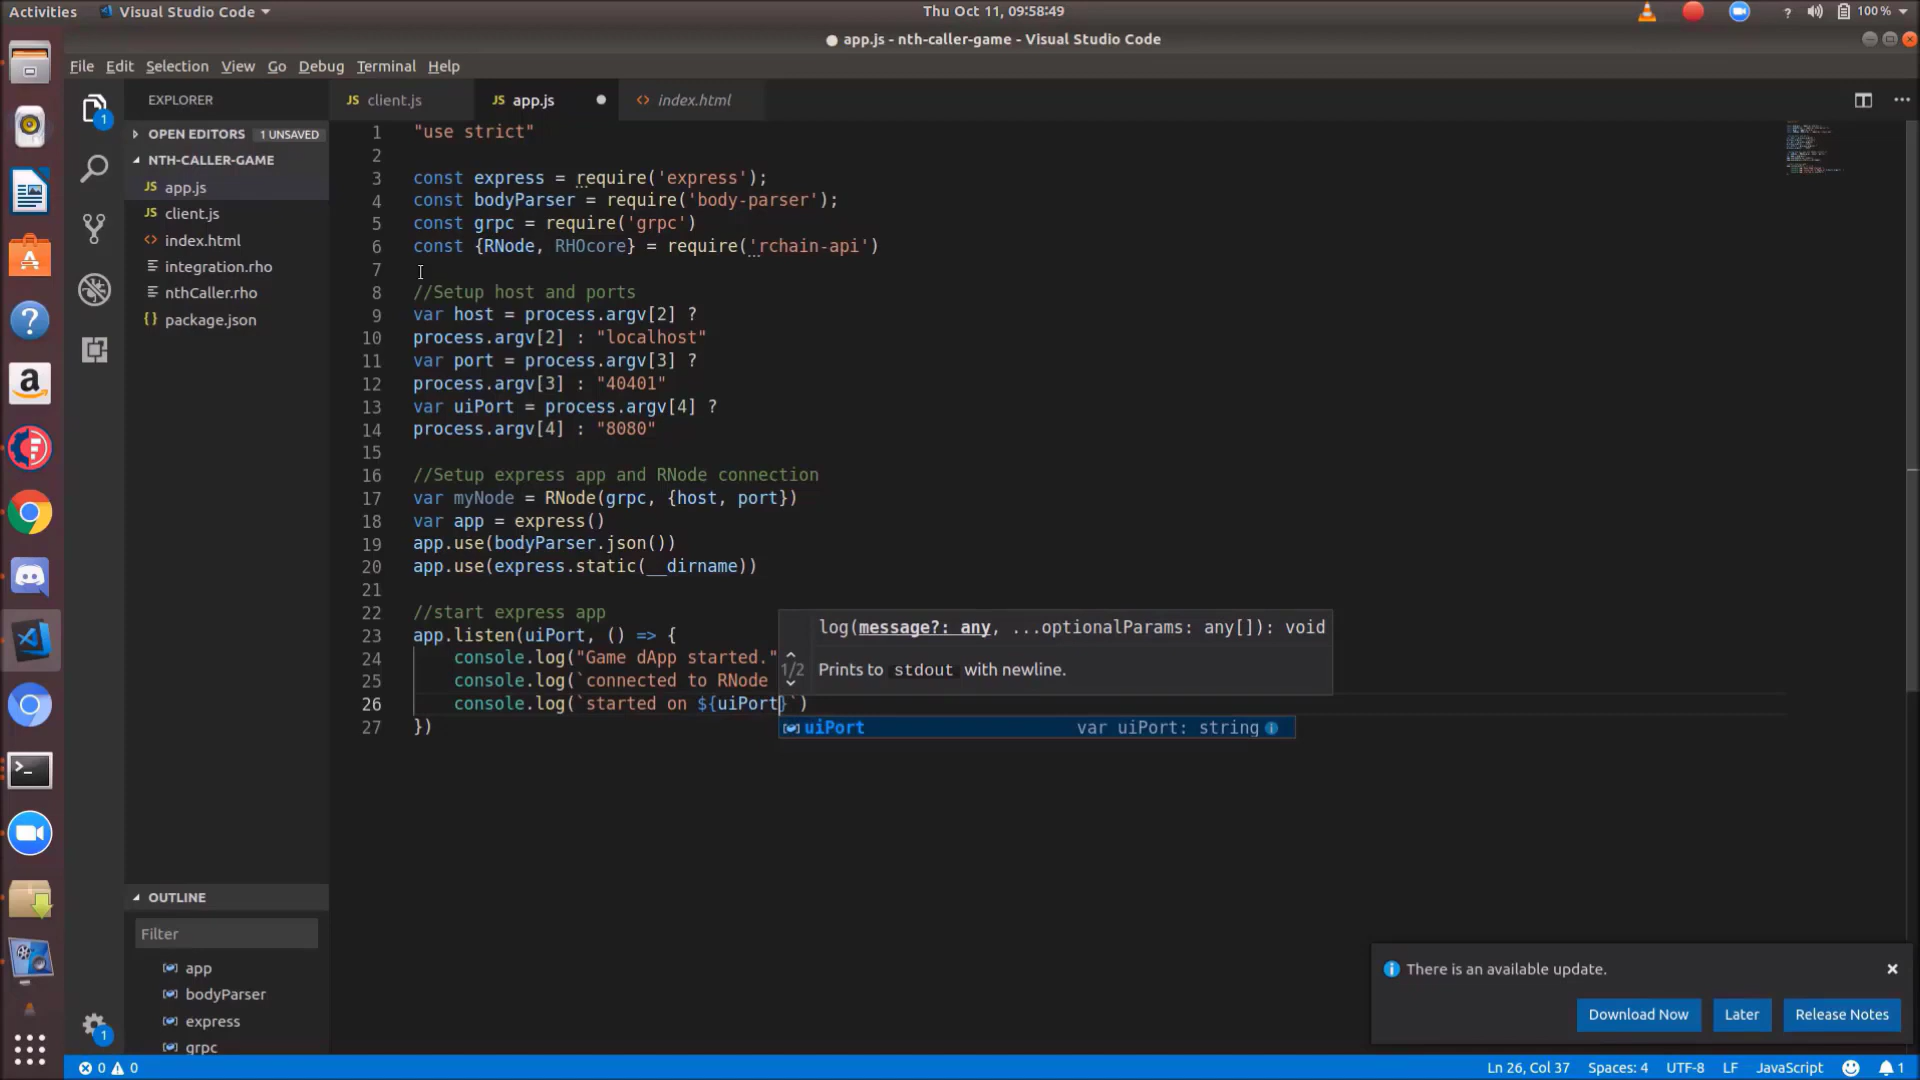 Activities
Visual Studio Code
Thu Oct 11, 09:58:49
?
100 %
● app.js - nth-caller-game - Visual Studio Code
File Edit Selection View Go Debug Terminal Help
EXPLORER
JS client.js
JS app.js ●
<> index.html
OPEN EDITORS 1 UNSAVED
NTH-CALLER-GAME
JS app.js
JS client.js
<> index.html
integration.rho
nthCaller.rho
{} package.json
1 "use strict"
2
3 const express = require('express');
4 const bodyParser = require('body-parser');
5 const grpc = require('grpc')
6 const {RNode, RHOcore} = require('rchain-api')
7
8 //Setup host and ports
9 var host = process.argv[2] ?
10 process.argv[2] : "localhost"
11 var port = process.argv[3] ?
12 process.argv[3] : "40401"
13 var uiPort = process.argv[4] ?
14 process.argv[4] : "8080"
15
16 //Setup express app and RNode connection
17 var myNode = RNode(grpc, {host, port})
18 var app = express()
19 app.use(bodyParser.json())
20 app.use(express.static(__dirname))
21
22 //start express app
23 app.listen(uiPort, () => {
24 console.log("Game dApp started."
25 console.log(`connected to RNode
26 console.log(`started on ${uiPort}`)
27 })
log(message?: any, ...optionalParams: any[]): void
1/2
Prints to stdout with newline.
uiPort var uiPort: string
OUTLINE
Filter
app
bodyParser
express
grpc
There is an available update.
Download Now
Later
Release Notes
1
1
0 0
Ln 26, Col 37
Spaces: 4
UTF-8
LF
JavaScript
1